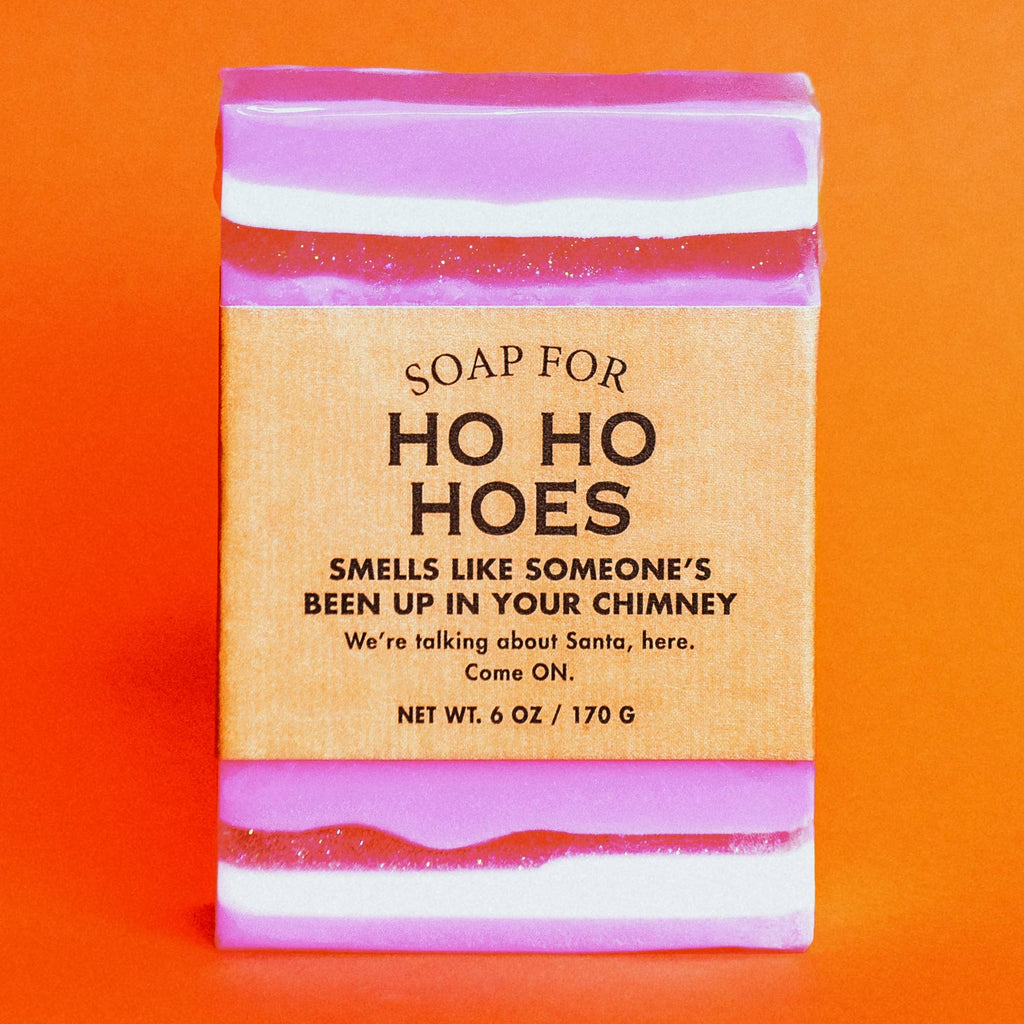 SOAP FOR
HO HO
HOES
SMELLS LIKE SOMEONE'S
BEEN UP IN YOUR CHIMNEY
We're talking about Santa, here.
Come ON.
NET WT. 6 OZ / 170 G